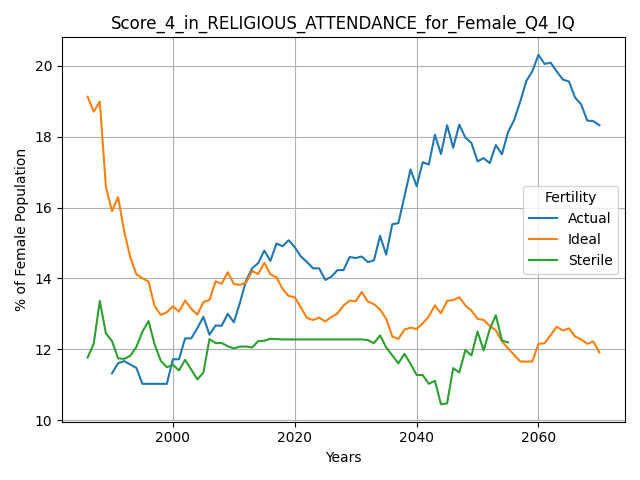 Score_4_in_RELIGIOUS_ATTENDANCE_for_Female_Q4_IQ
% of Female Population
20
18
16
14
12
10
Fertility
Actual
Ideal
Sterile
2000
2020
2040
2060
Years